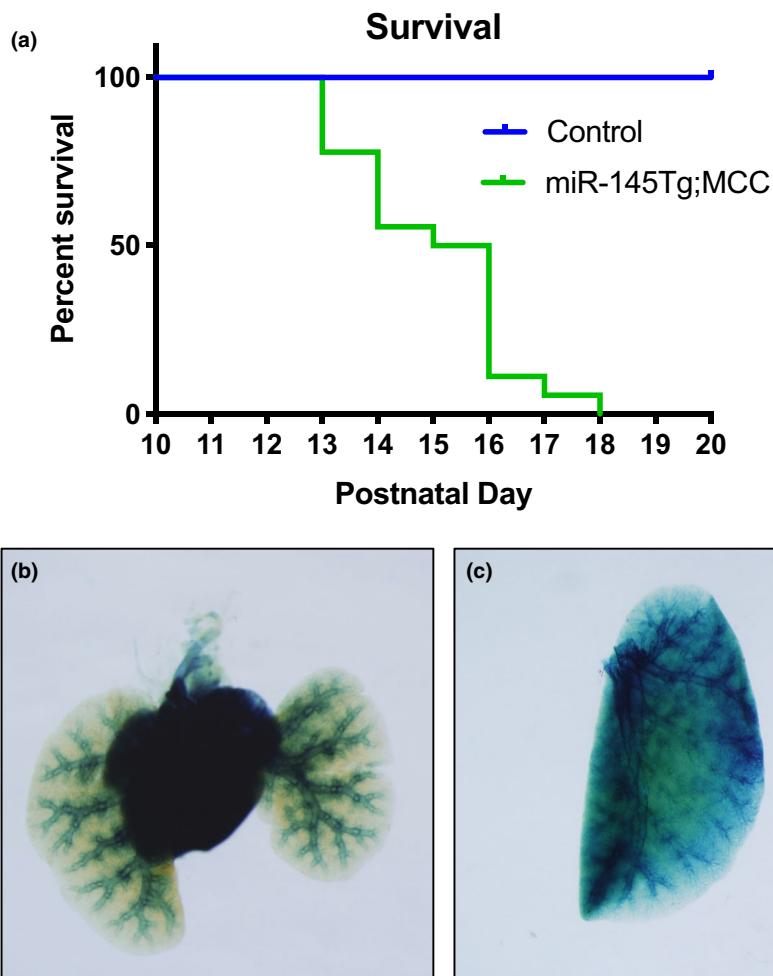 (a)
Survival
Percent survival
100
50
0
Control
miR-145Tg;MCC
10 11 12 13 14 15 16 17 18 19 20
Postnatal Day
(b)
(c)